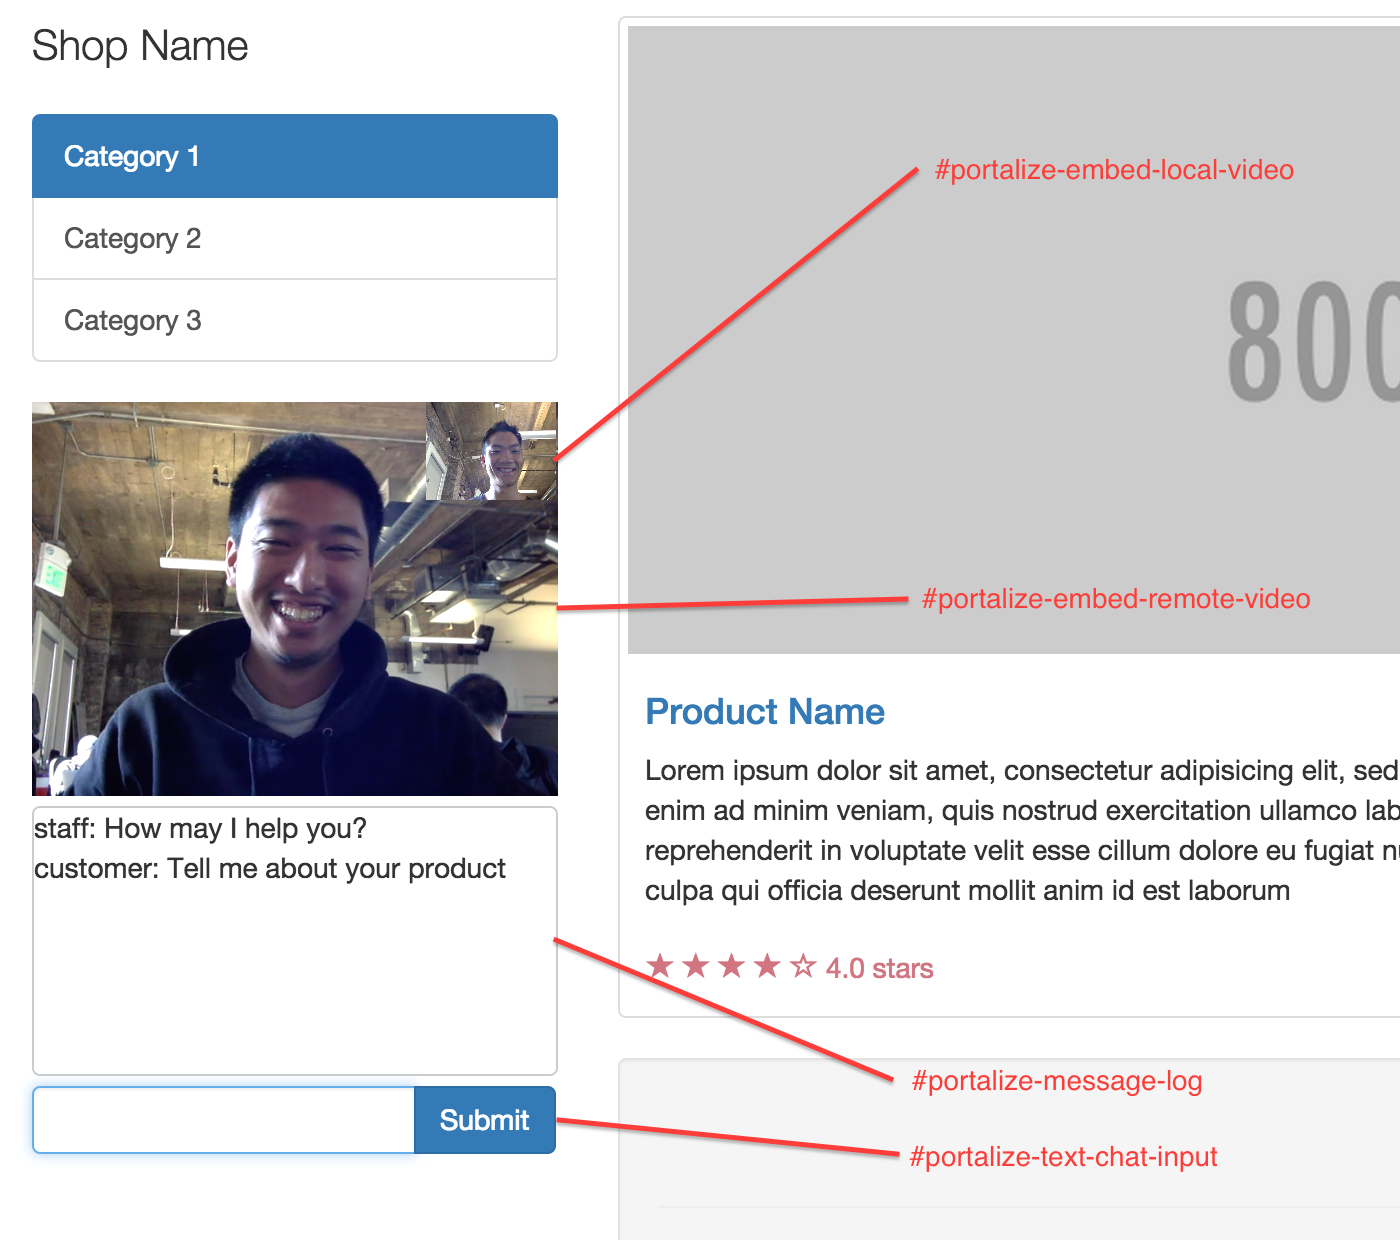 Shop Name
Category 1
Category 2
Category 3
#portalize-embed-local-video
800
#portalize-embed-remote-video
Product Name
Lorem ipsum dolor sit amet, consectetur adipisicing elit, sed
enim ad minim veniam, quis nostrud exercitation ullamco lab
reprehenderit in voluptate velit esse cillum dolore eu fugiat nu
culpa qui officia deserunt mollit anim id est laborum
4.0 stars
staff: How may I help you?
customer: Tell me about your product
Submit
#portalize-message-log
#portalize-text-chat-input